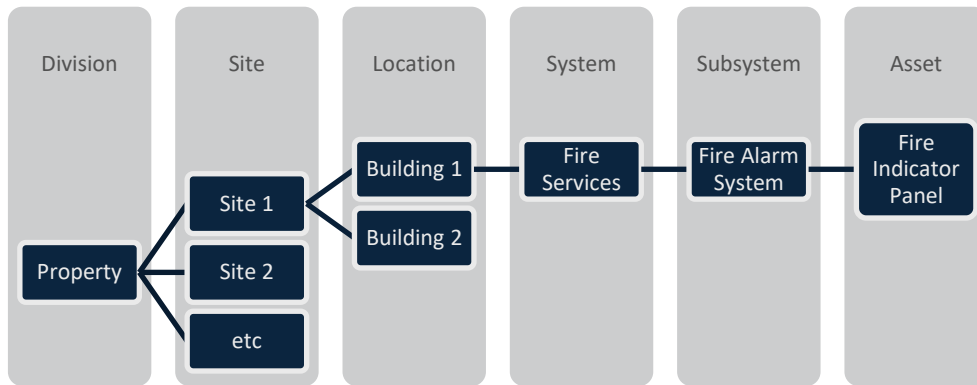 Division
Site
Location
System
Subsystem
Asset
Property
Site 1
Site 2
etc
Building 1
Building 2
Fire
Services
Fire Alarm
System
Fire
Indicator
Panel